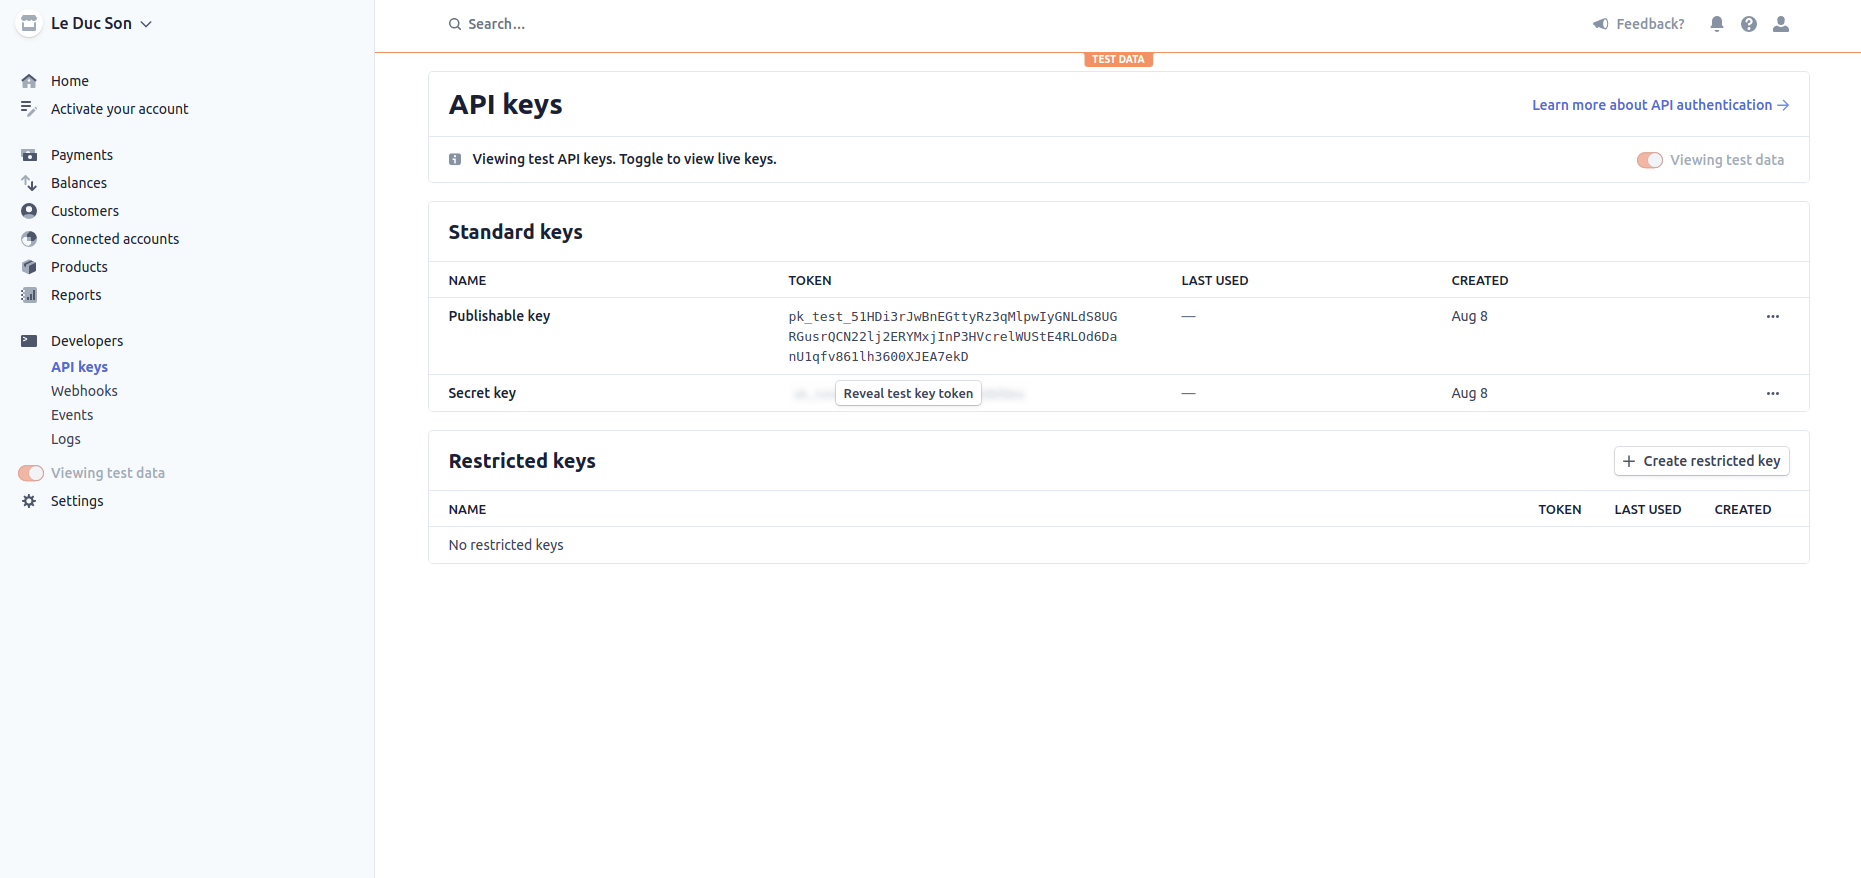 Le Duc Son
Search...
Feedback?
TEST DATA
Home
Activate your account
Payments
Balances
Customers
Connected accounts
Products
Reports
Developers
API keys
Webhooks
Events
Logs
Viewing test data
Settings
API keys
Learn more about API authentication →
Viewing test API keys. Toggle to view live keys.
Viewing test data
Standard keys
NAME TOKEN LAST USED CREATED
Publishable key pk_test_51HDi3rJwBnEGttyRz3qMlpwIyGNLdS8UG — Aug 8 ···
RGusrQCN22lj2ERYMxjInP3HVcrelWUStE4RLOd6Da
nU1qfv861lh3600XJEA7ekD
Secret key Reveal test key token — Aug 8 ···
Restricted keys
+ Create restricted key
NAME TOKEN LAST USED CREATED
No restricted keys